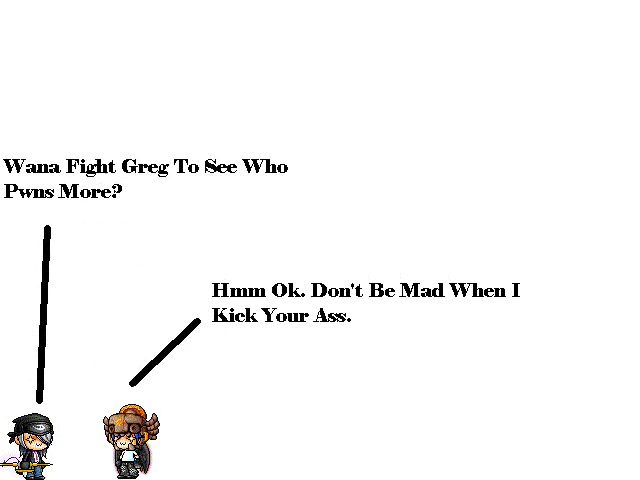 Wana Fight Greg To See Who
Pwns More?
Hmm Ok. Don't Be Mad When I
Kick Your Ass.